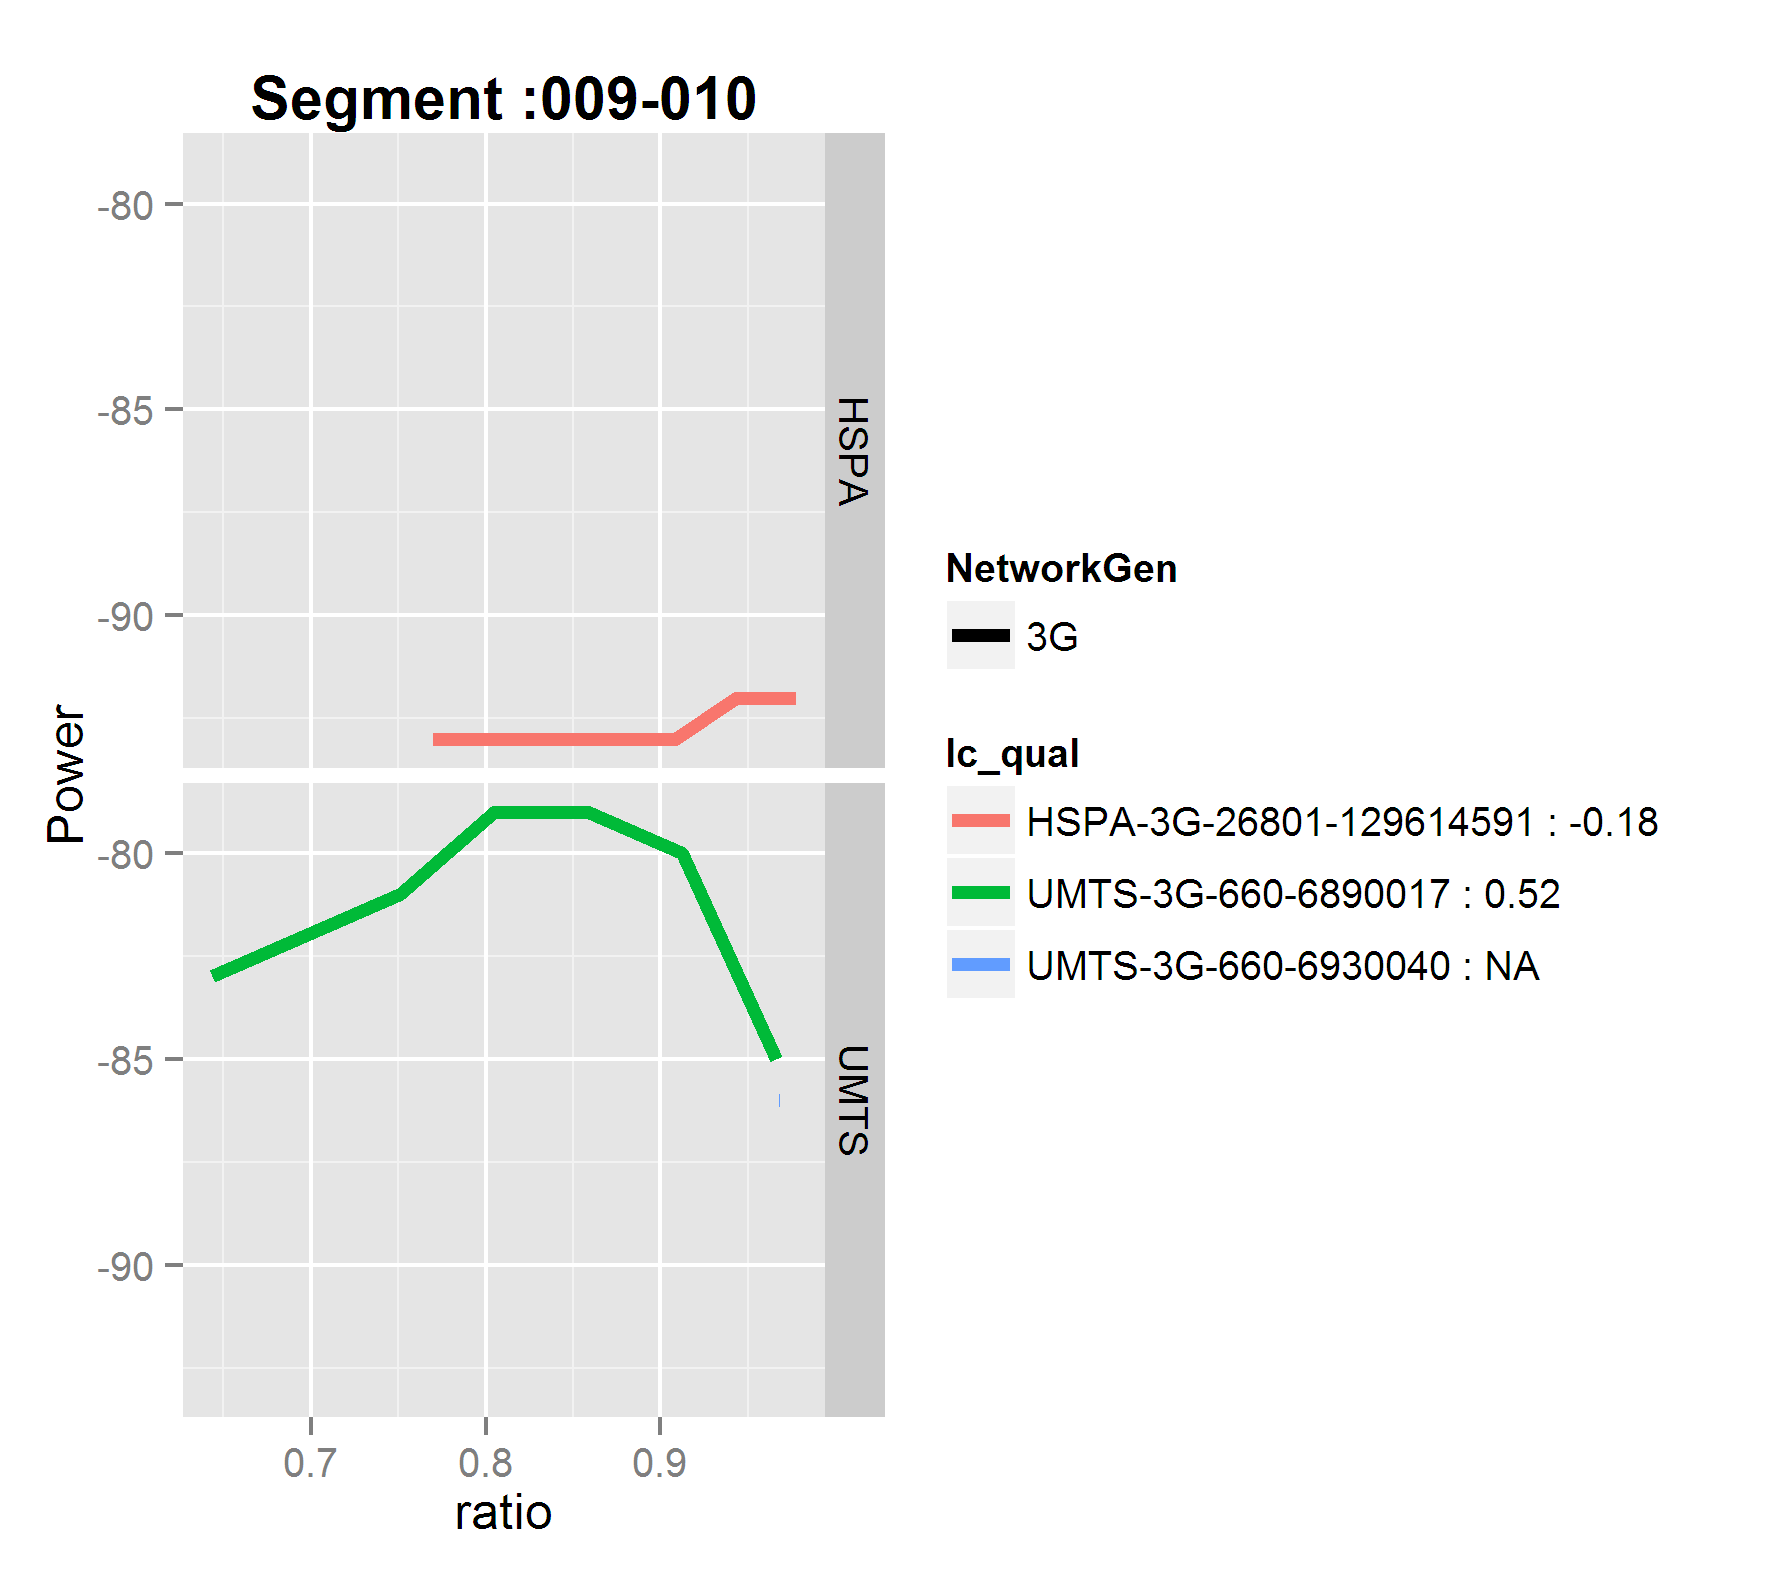 Segment :009-010
-80
-85
-90
HSPA
-80
-85
-90
UMTS
Power
0.7 0.8 0.9
ratio
NetworkGen
3G
lc_qual
HSPA-3G-26801-129614591 : -0.18
UMTS-3G-660-6890017 : 0.52
UMTS-3G-660-6930040 : NA